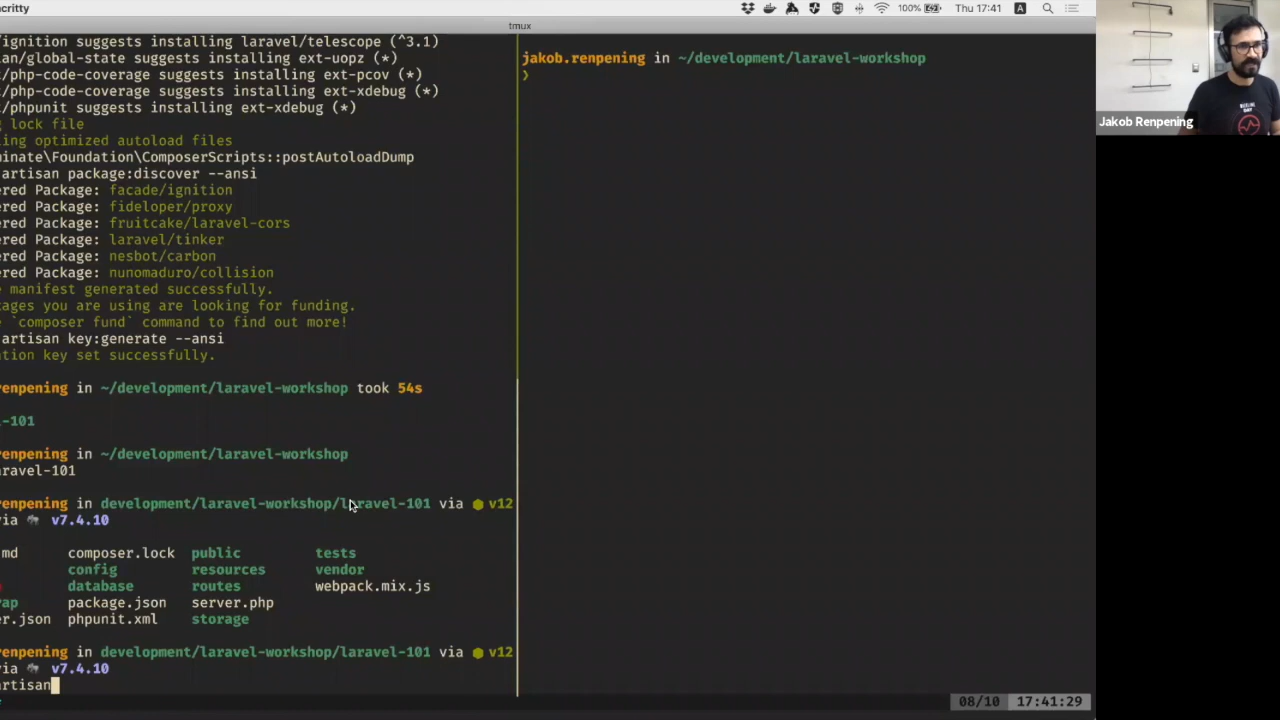 critty
100%
Thu 17:41
A
tmux
/ignition suggests installing laravel/telescope (^3.1)
an/global-state suggests installing ext-uopz (*)
/php-code-coverage suggests installing ext-pcov (*)
/php-code-coverage suggests installing ext-xdebug (*)
/phpunit suggests installing ext-xdebug (*)
g lock file
ling optimized autoload files
minate\Foundation\ComposerScripts::postAutoloadDump
artisan package:discover --ansi
ered Package: facade/ignition
ered Package: fideloper/proxy
ered Package: fruitcake/laravel-cors
ered Package: laravel/tinker
ered Package: nesbot/carbon
ered Package: nunomaduro/collision
e manifest generated successfully.
kages you are using are looking for funding.
e `composer fund` command to find out more!
artisan key:generate --ansi
ation key set successfully.
renpening in ~/development/laravel-workshop took 54s
l-101
renpening in ~/development/laravel-workshop
aravel-101
renpening in development/laravel-workshop/laravel-101 via v12
via v7.4.10
md composer.lock public tests
config resources vendor
database routes webpack.mix.js
rap package.json server.php
er.json phpunit.xml storage
renpening in development/laravel-workshop/laravel-101 via v12
via v7.4.10
artisan
jakob.renpening in ~/development/laravel-workshop
❯
08/10 17:41:29
Jakob Renpening